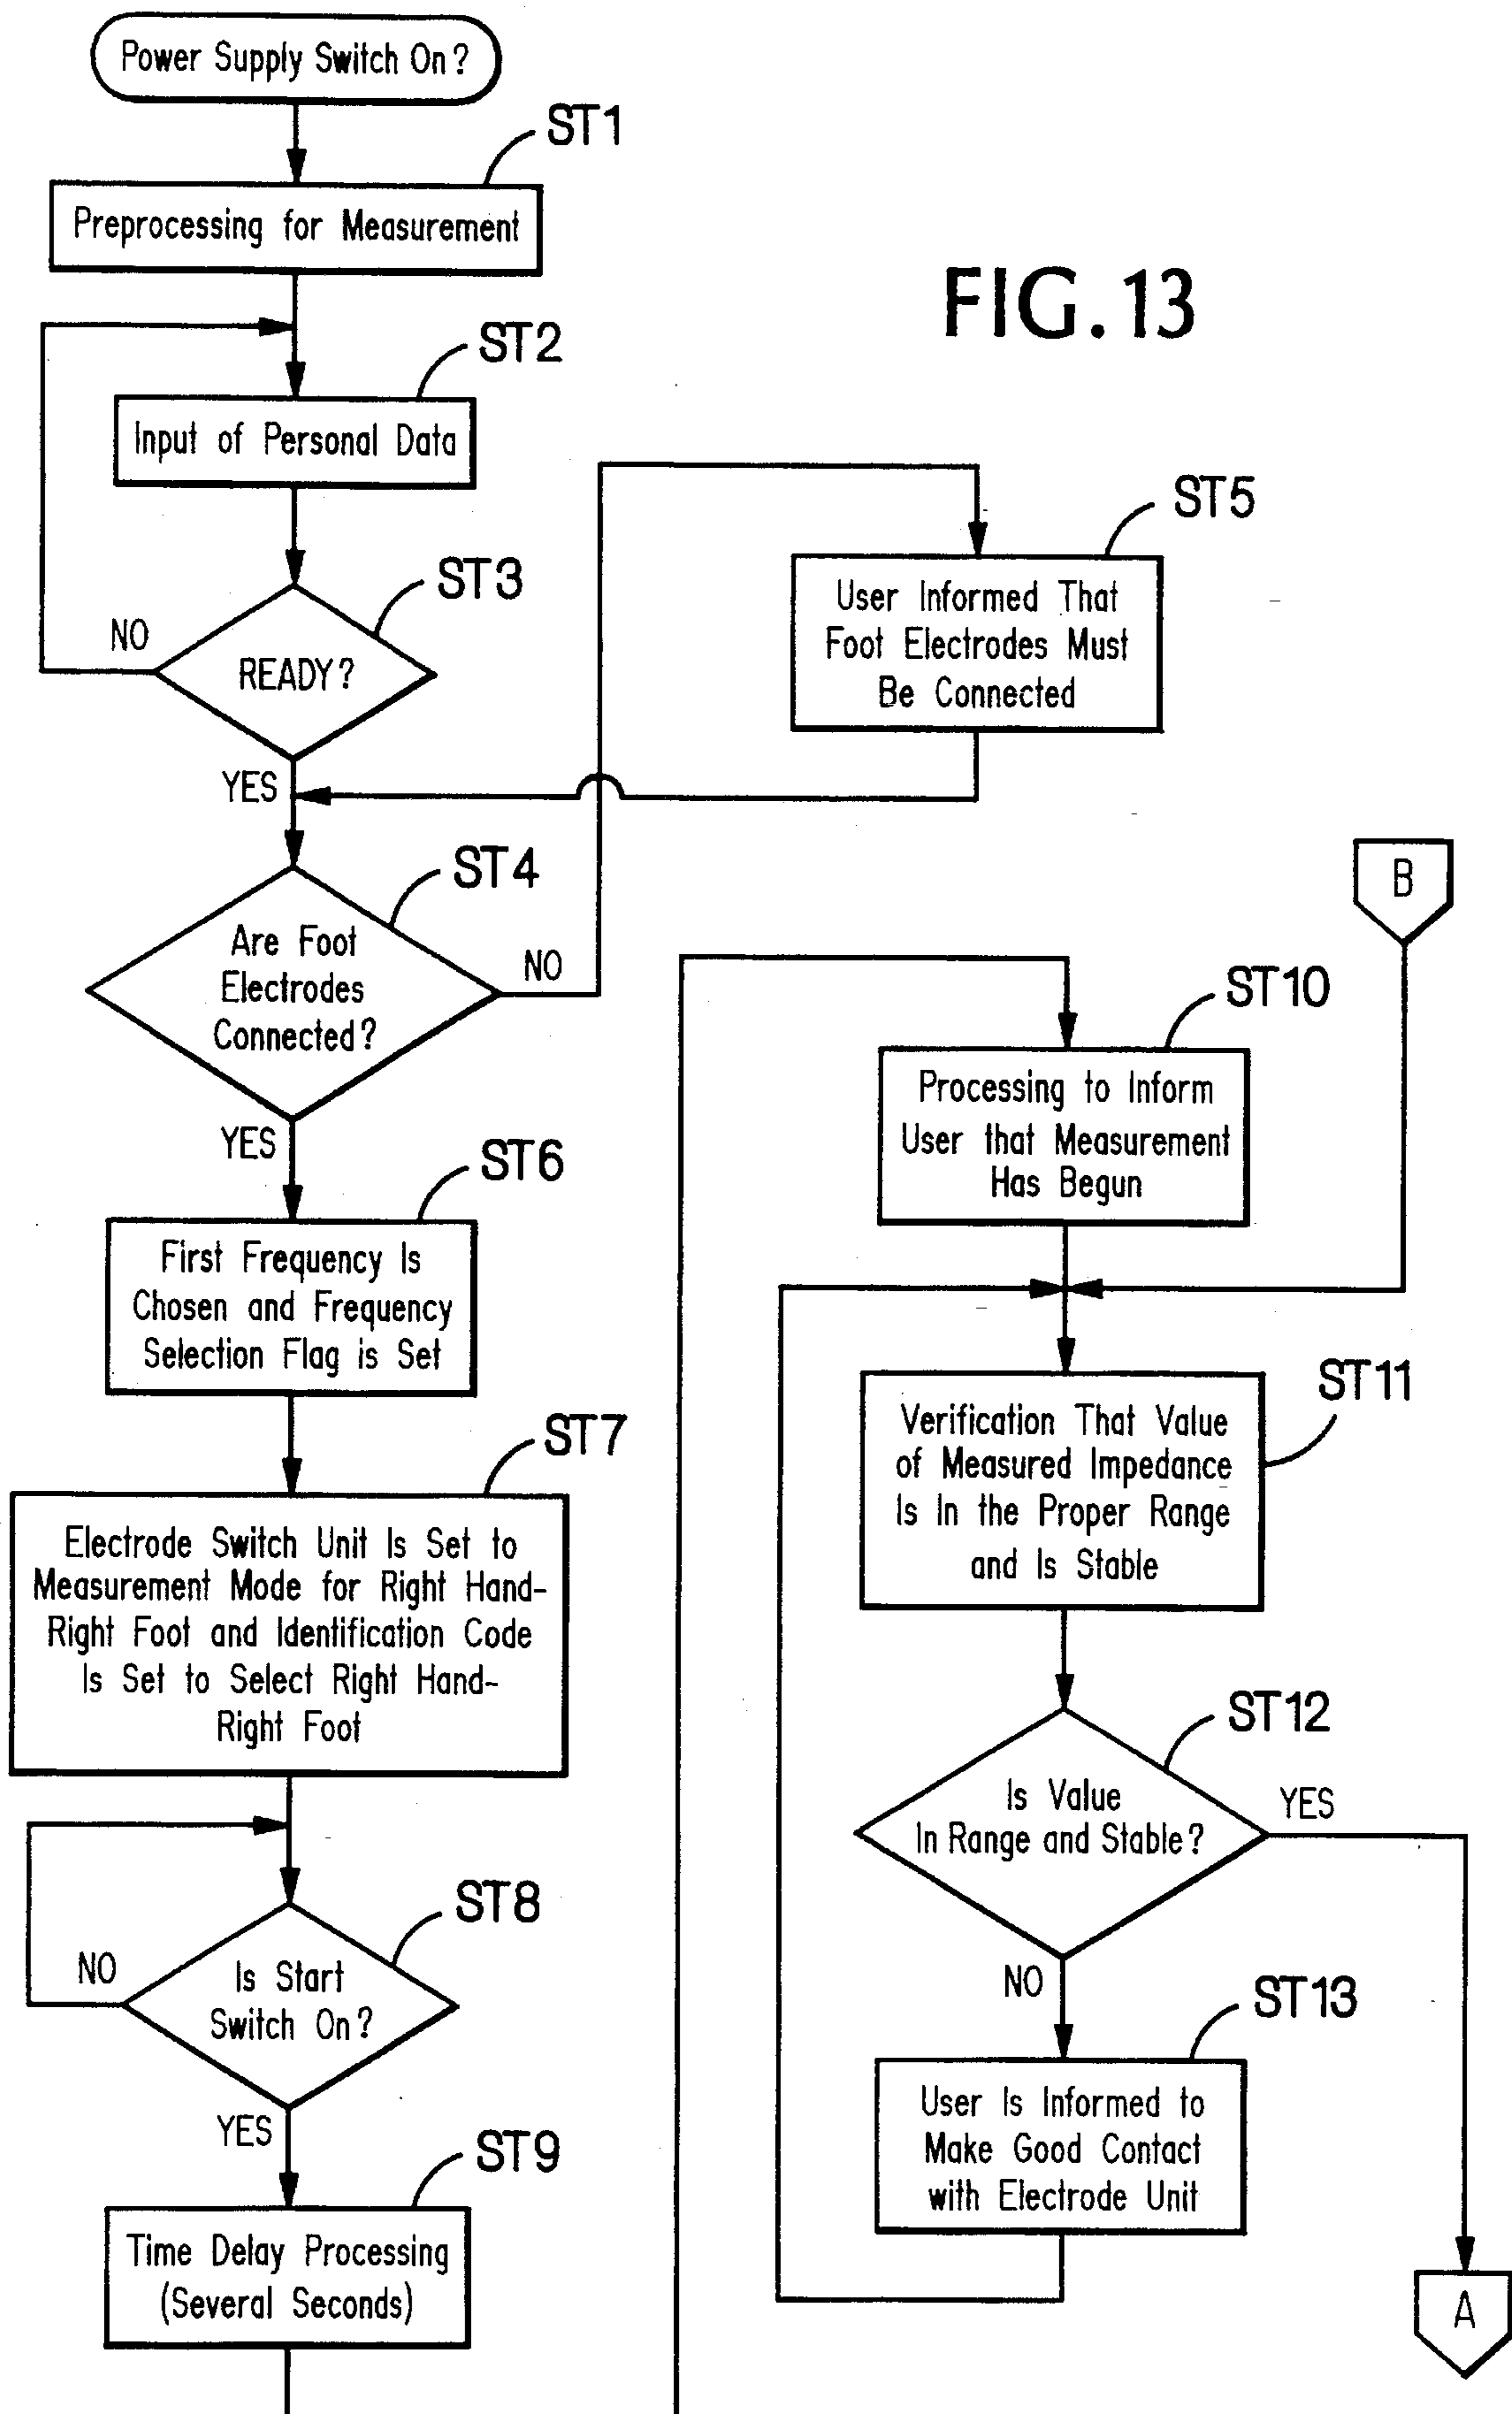 Power Supply Switch On?
ST1
Preprocessing for Measurement
FIG. 13
ST2
Input of Personal Data
ST3
NO
READY?
YES
ST5
User Informed That
Foot Electrodes Must
Be Connected
ST4
Are Foot
Electrodes
Connected?
NO
YES
ST6
First Frequency Is
Chosen and Frequency
Selection Flag is Set
ST7
Electrode Switch Unit Is Set to
Measurement Mode for Right Hand-
Right Foot and Identification Code
Is Set to Select Right Hand-
Right Foot
ST8
NO
Is Start
Switch On?
YES
ST9
Time Delay Processing
(Several Seconds)
B
ST10
Processing to Inform
User that Measurement
Has Begun
ST11
Verification That Value
of Measured Impedance
Is In the Proper Range
and Is Stable
ST12
Is Value
In Range and Stable?
YES
NO
ST13
User Is Informed to
Make Good Contact
with Electrode Unit
A